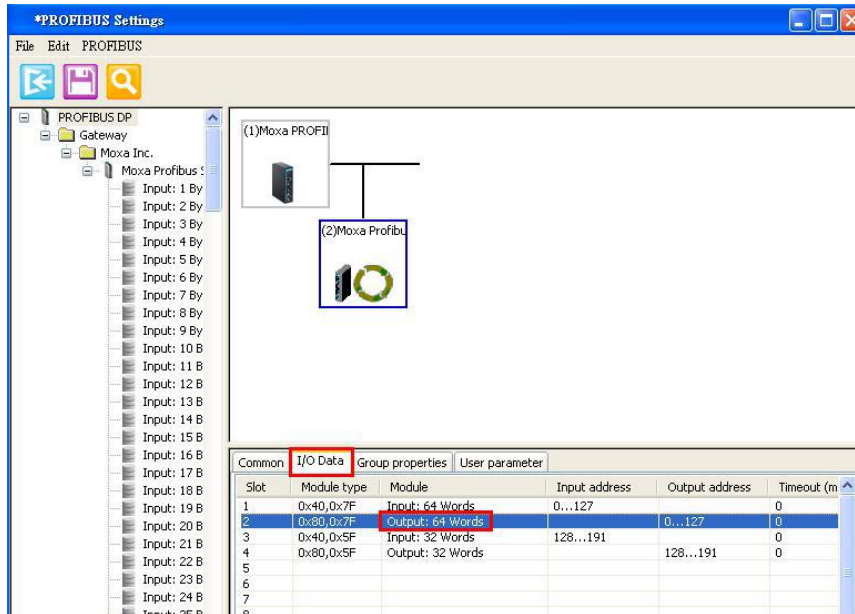 *PROFIBUS Settings
File Edit PROFIBUS
PROFIBUS DP
Gateway
Moxa Inc.
Moxa Profibus
Input: 1 By
Input: 2 By
Input: 3 By
Input: 4 By
Input: 5 By
Input: 6 By
Input: 7 By
Input: 8 By
Input: 9 By
Input: 10 B
Input: 11 B
Input: 12 B
Input: 13 B
Input: 14 B
Input: 15 B
Input: 16 B
Input: 17 B
Input: 18 B
Input: 19 B
Input: 20 B
Input: 21 B
Input: 22 B
Input: 23 B
Input: 24 B
(1)Moxa PROFI
(2)Moxa Profibu
Common I/O Data Group properties User parameter
Slot Module type Module Input address Output address Timeout (m
1 0x40,0x7F Input: 64 Words 0...127 0
2 0x80,0x7F Output: 64 Words 0...127 0
3 0x40,0x5F Input: 32 Words 128...191 0
4 0x80,0x5F Output: 32 Words 128...191 0
5
6
7